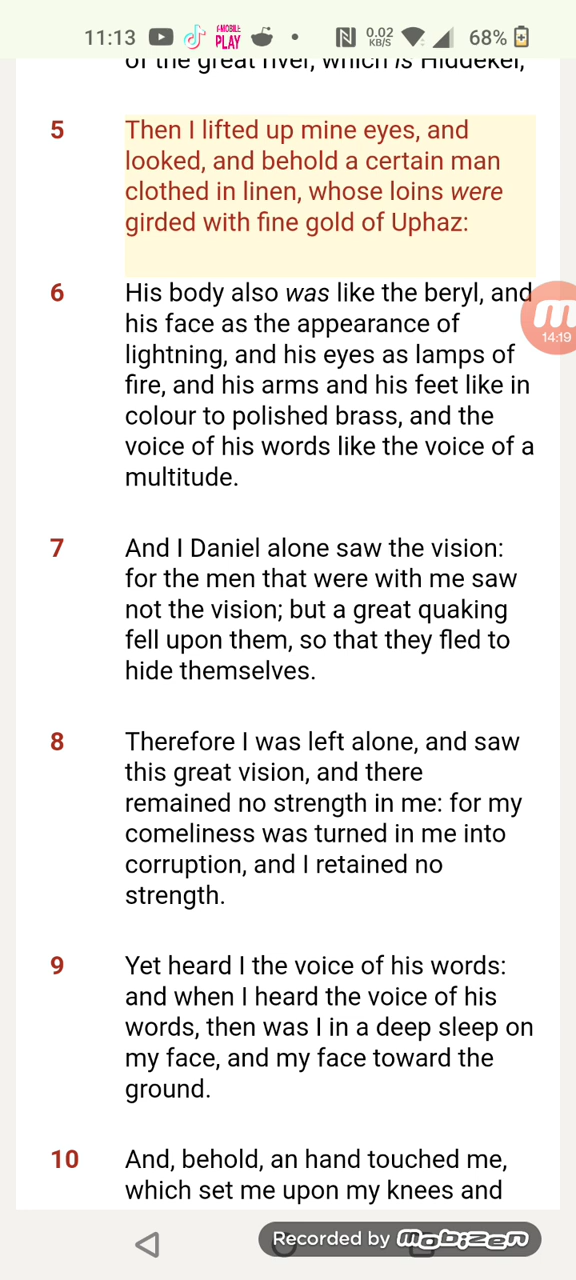 11:13
T-MOBILE
PLAY
0.02
KB/S
68%
of the great river, which is Hiddekel;
5
Then I lifted up mine eyes, and
looked, and behold a certain man
clothed in linen, whose loins were
girded with fine gold of Uphaz:
6
His body also was like the beryl, and
his face as the appearance of
lightning, and his eyes as lamps of
fire, and his arms and his feet like in
colour to polished brass, and the
voice of his words like the voice of a
multitude.
m
14:19
7
And I Daniel alone saw the vision:
for the men that were with me saw
not the vision; but a great quaking
fell upon them, so that they fled to
hide themselves.
8
Therefore I was left alone, and saw
this great vision, and there
remained no strength in me: for my
comeliness was turned in me into
corruption, and I retained no
strength.
9
Yet heard I the voice of his words:
and when I heard the voice of his
words, then was I in a deep sleep on
my face, and my face toward the
ground.
10
And, behold, an hand touched me,
which set me upon my knees and
Recorded by Mobizen